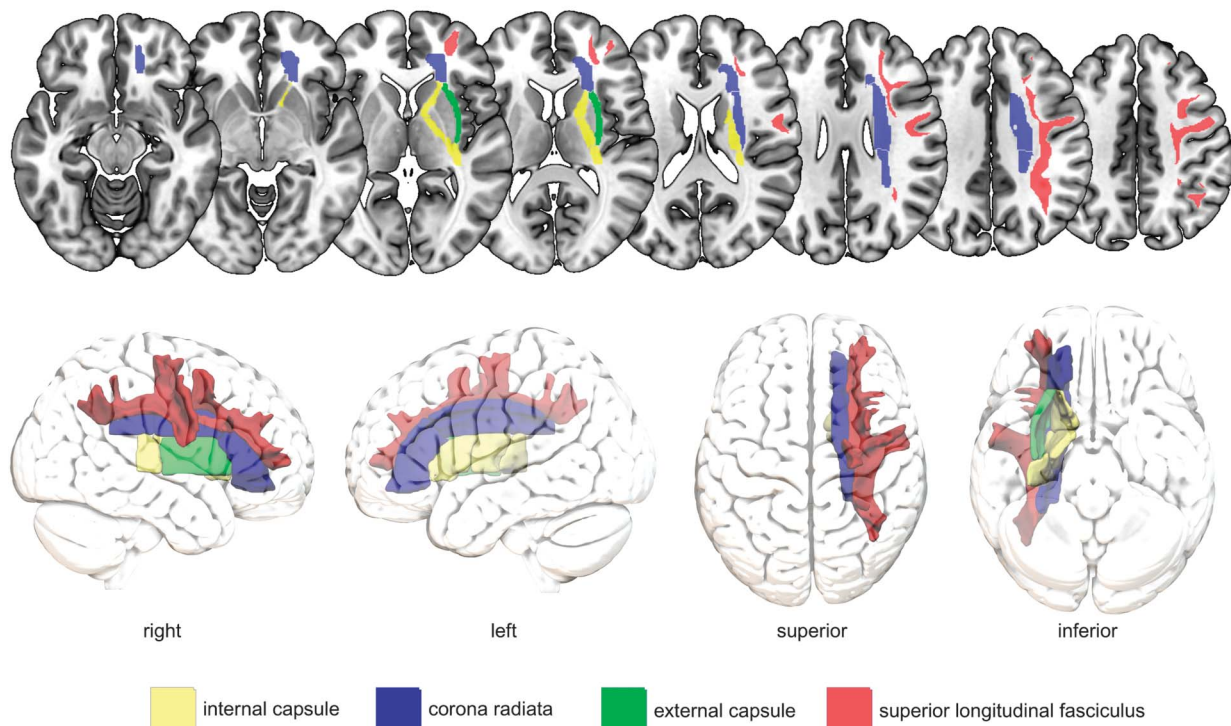 right
left
superior
inferior
internal capsule
corona radiata
external capsule
superior longitudinal fasciculus